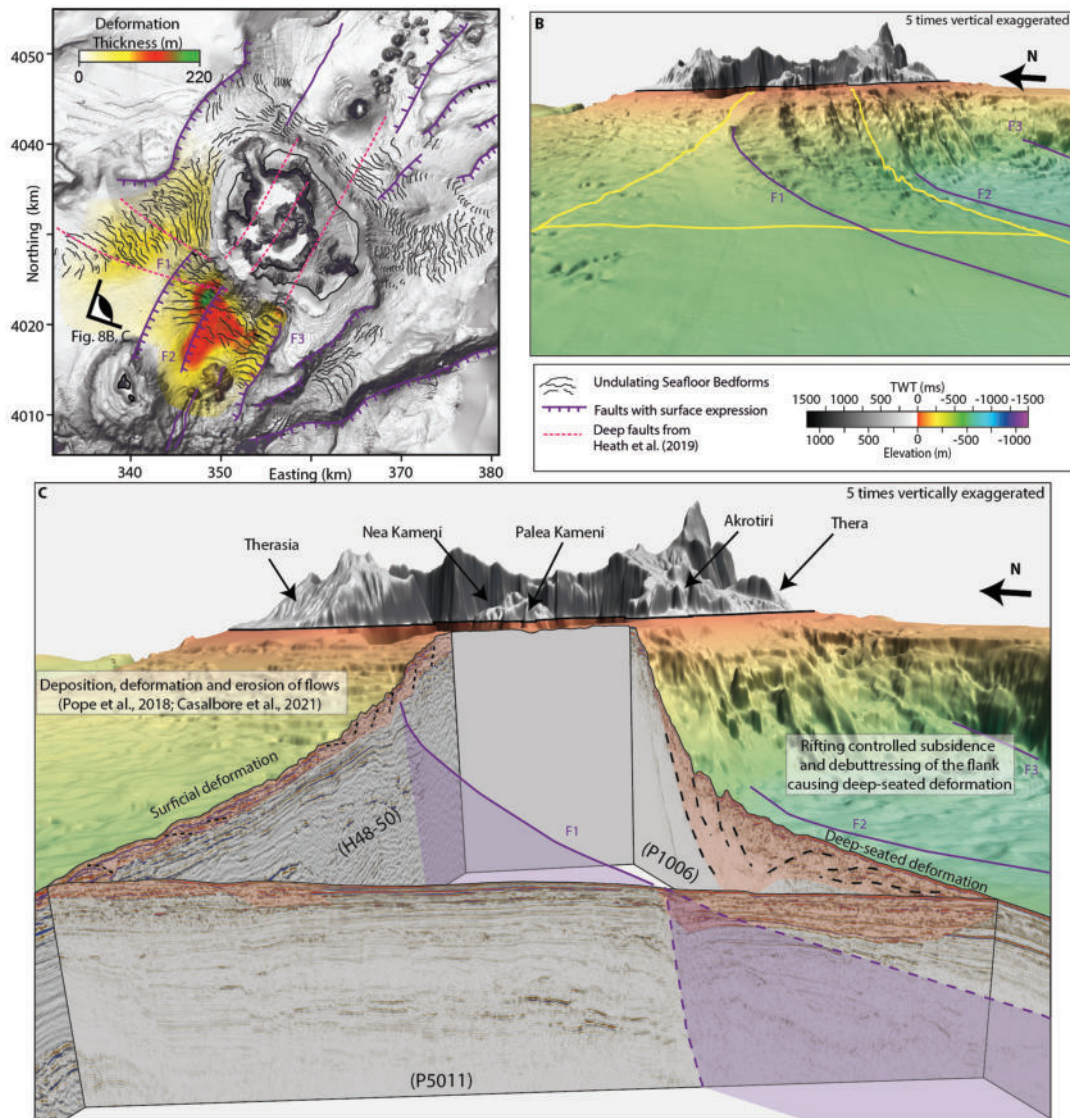 Deformation
Thickness (m)
0 220
4050
4040
Northing (km)
4020
4010
F1
F2
F3
Fig. 8B, C
340 350 360 370 380
Easting (km)
B
5 times vertical exaggerated
N
F1
F2
F3
Undulating Seafloor Bedforms
Faults with surface expression
Deep faults from
Heath et al. (2019)
TWT (ms)
1500 1000 500 0 -500 -1000 -1500
1000 500 0 -500 -1000
Elevation (m)
C
5 times vertically exaggerated
Therasia
Nea Kameni
Palea Kameni
Akrotiri
Thera
N
Deposition, deformation and erosion of flows
(Pope et al., 2018; Casalbore et al., 2021)
Rifting controlled subsidence
and debuttressing of the flank
causing deep-seated deformation
F3
Surficial deformation
F2
F1
(H48-50)
(P1006)
Deep-seated deformation
(P5011)